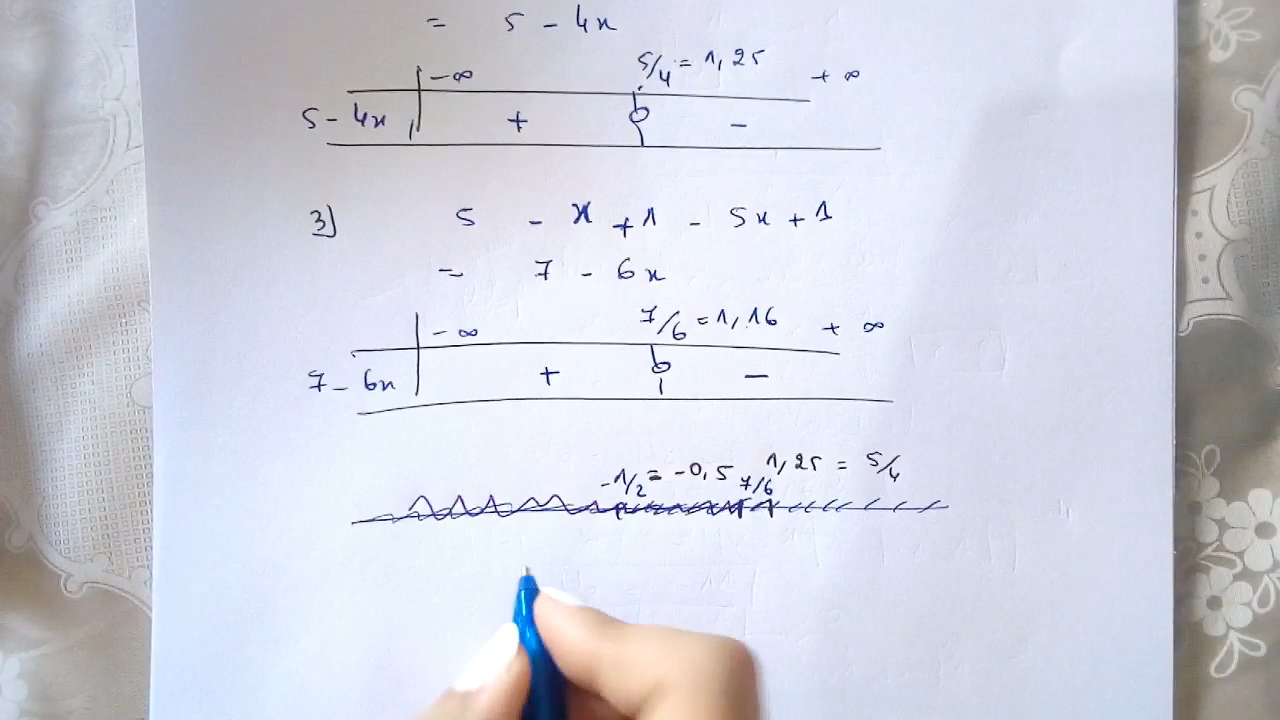 = 5 - 4x
-∞ 5/4 = 1,25 + ∞
5 - 4x + 0 -
3) 5 - x + 1 - 5x + 1
= 7 - 6x
-∞ 7/6 = 1,16 + ∞
7 - 6x + 0 -
-1/2 = -0,5 7/6 1,25 = 5/4